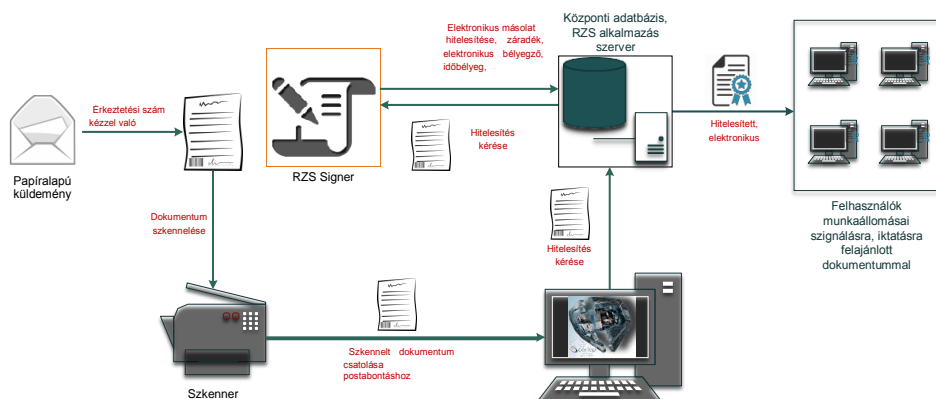 Elektronikus másolat
hitelesítése, záradék,
elektronikus bélyegző,
időbélyeg,
Központi adatbázis,
RZS alkalmazás
szerver
Érkeztetési szám
kézzel való
Hitelesítés
kérése
Hitelesített,
elektronikus
RZS Signer
Papíralapú
küldemény
Dokumentum
szkennelése
Hitelesítés
kérése
Felhasználók
munkaállomásai
szignálásra, iktatásra
felajánlott
dokumentummal
Szkennelt dokumentum
csatolása
postabontáshoz
Szkenner